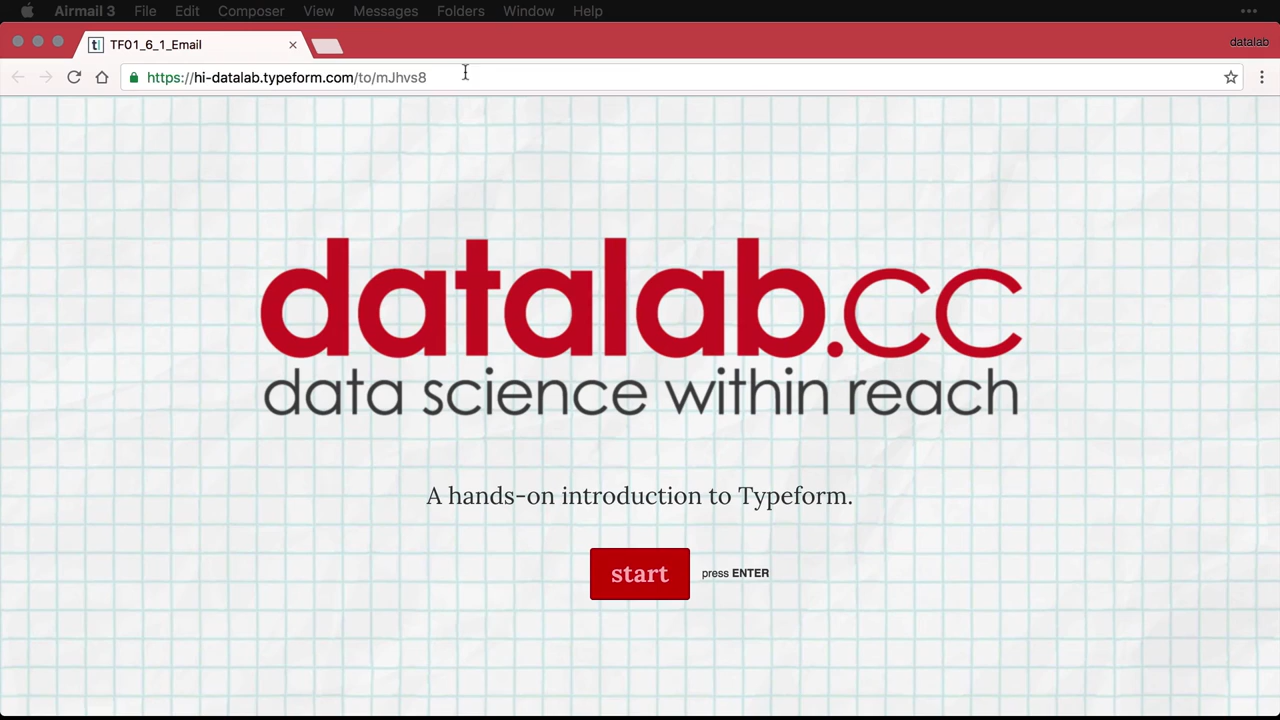 Airmail 3 File Edit Composer View Messages Folders Window Help
TF01_6_1_Email
datalab
https://hi-datalab.typeform.com/to/mJhvs8
datalab.cc
data science within reach
A hands-on introduction to Typeform.
start press ENTER